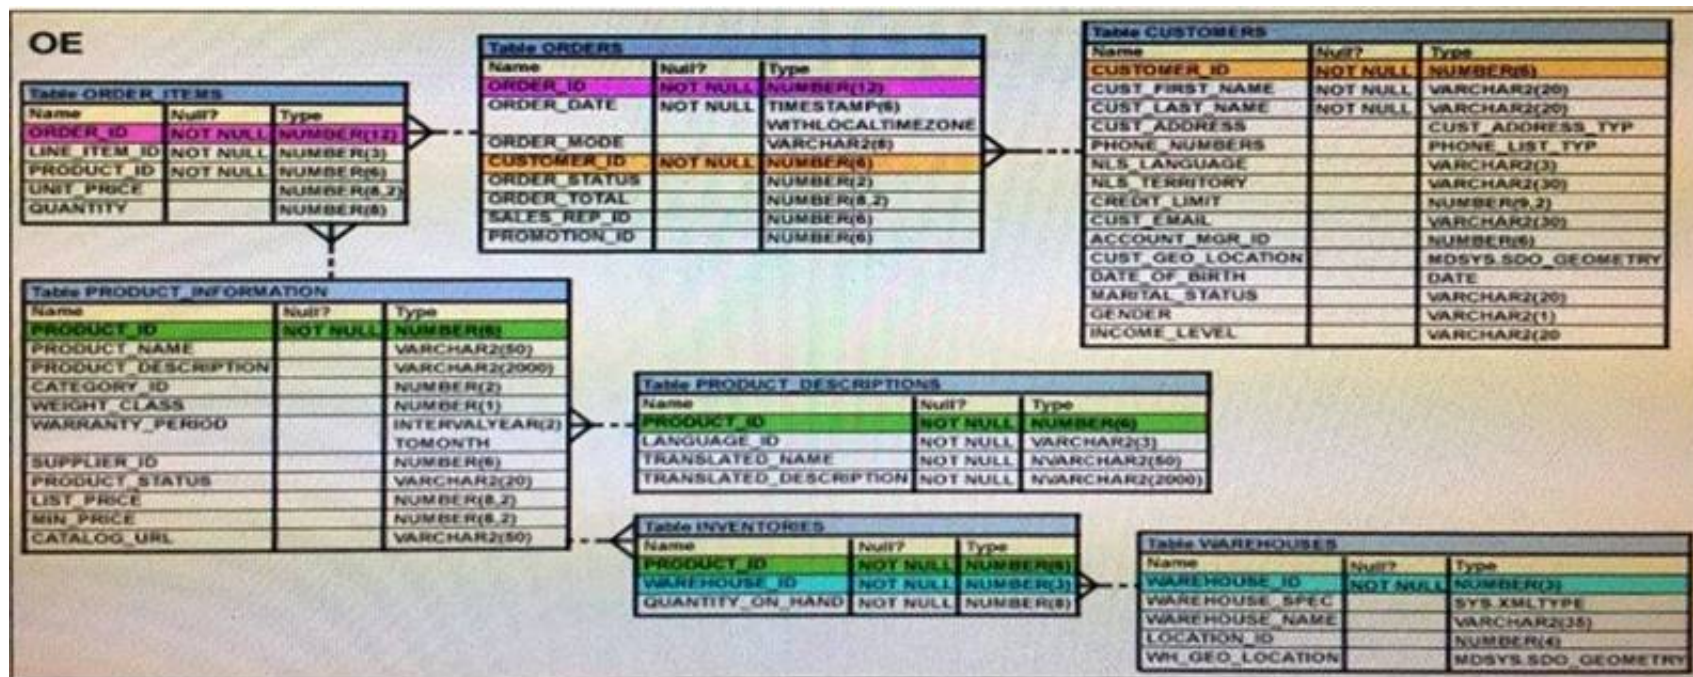 OE
Table ORDER_ITEMS
Name Null? Type
ORDER_ID NOT NULL NUMBER(12)
LINE_ITEM_ID NOT NULL NUMBER(3)
PRODUCT_ID NOT NULL NUMBER(6)
UNIT_PRICE NUMBER(8,2)
QUANTITY NUMBER(8)
Table ORDERS
Name Null? Type
ORDER_ID NOT NULL NUMBER(12)
ORDER_DATE NOT NULL TIMESTAMP(6)
WITHLOCALTIMEZONE
ORDER_MODE VARCHAR2(8)
CUSTOMER_ID NOT NULL NUMBER(6)
ORDER_STATUS NUMBER(2)
ORDER_TOTAL NUMBER(8,2)
SALES_REP_ID NUMBER(6)
PROMOTION_ID NUMBER(6)
Table CUSTOMERS
Name Null? Type
CUSTOMER_ID NOT NULL NUMBER(6)
CUST_FIRST_NAME NOT NULL VARCHAR2(20)
CUST_LAST_NAME NOT NULL VARCHAR2(20)
CUST_ADDRESS CUST_ADDRESS_TYP
PHONE_NUMBERS PHONE_LIST_TYP
NLS_LANGUAGE VARCHAR2(3)
NLS_TERRITORY VARCHAR2(30)
CREDIT_LIMIT NUMBER(9,2)
CUST_EMAIL VARCHAR2(30)
ACCOUNT_MGR_ID NUMBER(6)
CUST_GEO_LOCATION MDSYS.SDO_GEOMETRY
DATE_OF_BIRTH DATE
MARITAL_STATUS VARCHAR2(20)
GENDER VARCHAR2(1)
INCOME_LEVEL VARCHAR2(20
Table PRODUCT_INFORMATION
Name Null? Type
PRODUCT_ID NOT NULL NUMBER(6)
PRODUCT_NAME VARCHAR2(50)
PRODUCT_DESCRIPTION VARCHAR2(2000)
CATEGORY_ID NUMBER(2)
WEIGHT_CLASS NUMBER(1)
WARRANTY_PERIOD INTERVALYEAR(2)
TOMONTH
SUPPLIER_ID NUMBER(6)
PRODUCT_STATUS VARCHAR2(20)
LIST_PRICE NUMBER(8,2)
MIN_PRICE NUMBER(8,2)
CATALOG_URL VARCHAR2(50)
Table PRODUCT_DESCRIPTIONS
Name Null? Type
PRODUCT_ID NOT NULL NUMBER(6)
LANGUAGE_ID NOT NULL VARCHAR2(3)
TRANSLATED_NAME NOT NULL NVARCHAR2(50)
TRANSLATED_DESCRIPTION NOT NULL NVARCHAR2(2000)
Table INVENTORIES
Name Null? Type
PRODUCT_ID NOT NULL NUMBER(6)
WAREHOUSE_ID NOT NULL NUMBER(3)
QUANTITY_ON_HAND NOT NULL NUMBER(8)
Table WAREHOUSES
Name Null? Type
WAREHOUSE_ID NOT NULL NUMBER(3)
WAREHOUSE_SPEC SYS.XMLTYPE
WAREHOUSE_NAME VARCHAR2(35)
LOCATION_ID NUMBER(4)
WH_GEO_LOCATION MDSYS.SDO_GEOMETRY